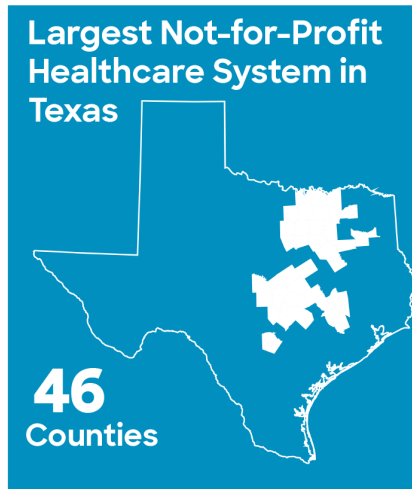 Largest Not-for-Profit
Healthcare System in
Texas
46
Counties